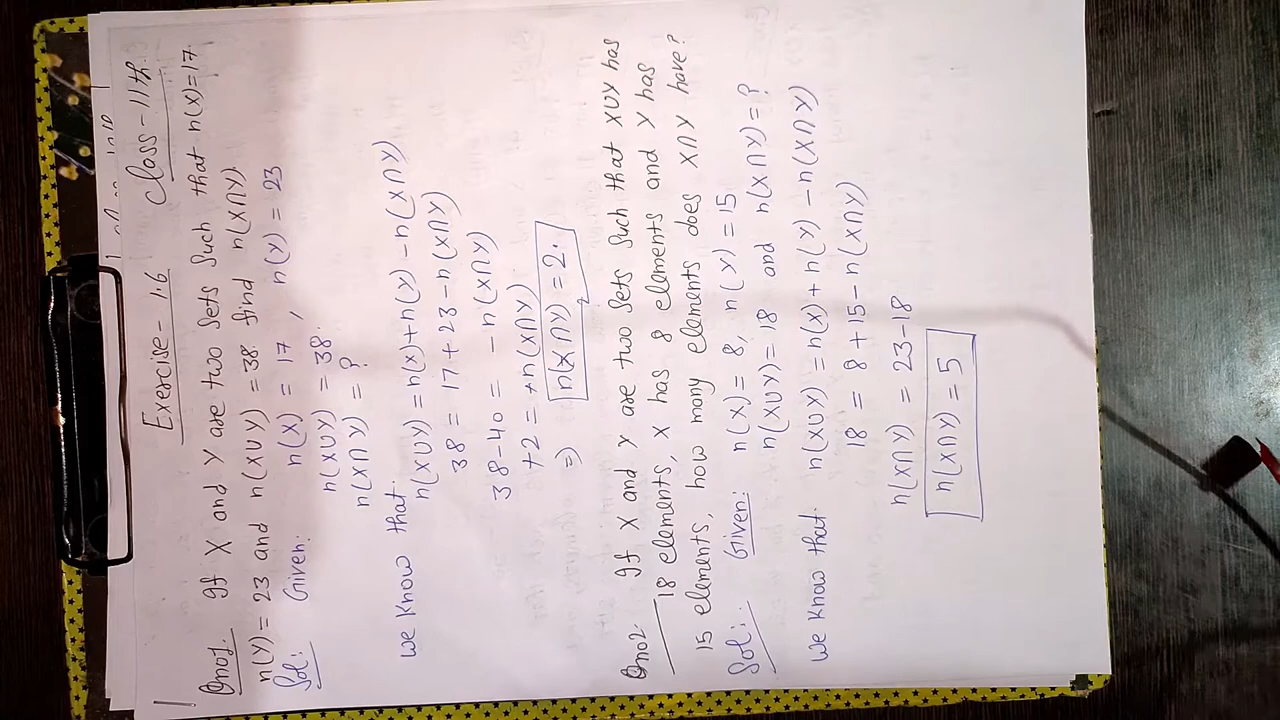 Exercise - 1.6 Class - 11th.
Qno1. If X and Y are two sets Such that n(X)=17.
n(Y)= 23 and n(X∪Y) = 38. find n(X∩Y).
Sol: Given: n(X) = 17 , n(Y) = 23
n(X∪Y) = 38.
n(X∩Y) = ?
we know that
n(X∪Y) = n(X)+n(Y) -n(X∩Y)
38 = 17+23-n(X∩Y)
38-40 = - n(X∩Y)
+2 = +n(X∩Y)
⇒ n(X∩Y) = 2.
Qno2. If X and Y are two sets Such that X∪Y has
18 elements, X has 8 elements and Y has
15 elements, how many elements does X∩Y have?
Sol: Given: n(X) = 8, n(Y) = 15
n(X∪Y)= 18 and n(X∩Y)=?
we know that. n(X∪Y) = n(X) + n(Y) - n(X∩Y)
18 = 8+15-n(X∩Y)
n(X∩Y) = 23-18
n(X∩Y) = 5